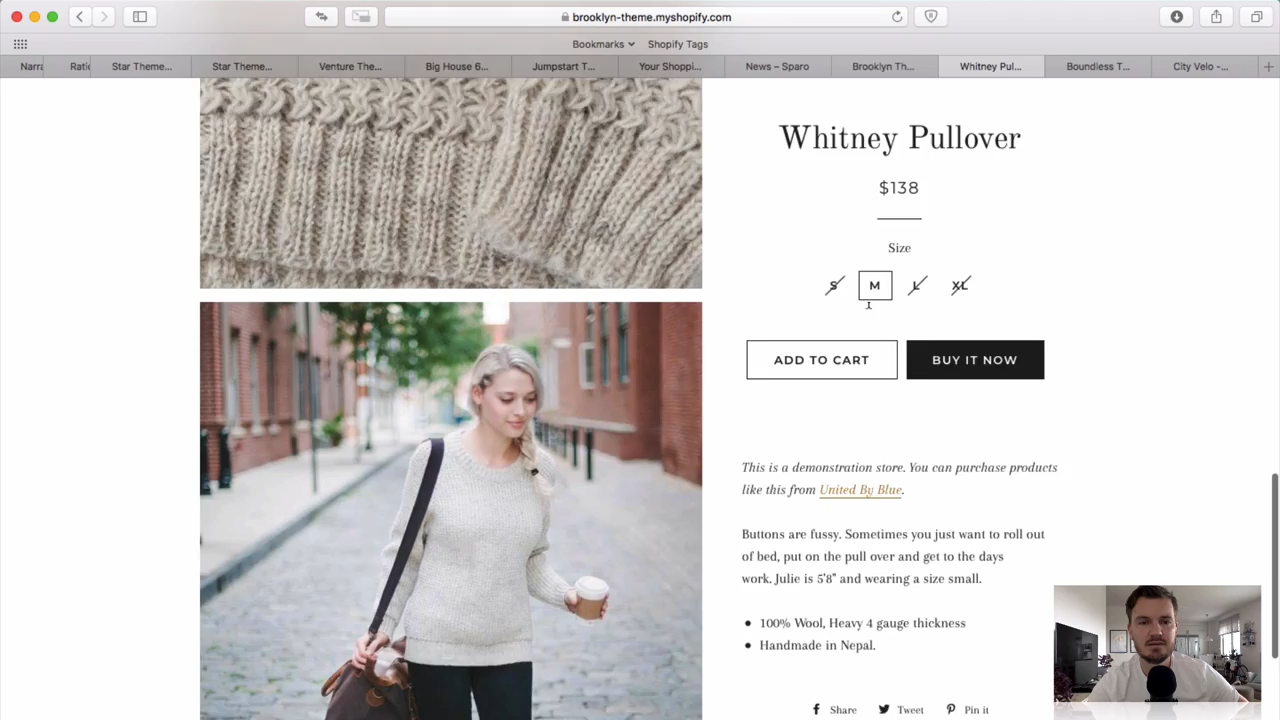 brooklyn-theme.myshopify.com
Bookmarks Shopify Tags
Narra Ratio Star Theme... Star Theme... Venture The... Big House 6... Jumpstart T... Your Shoppi... News – Sparo Brooklyn Th... Whitney Pul... Boundless T... City Velo -...
Whitney Pullover
$138
Size
S M L XL
ADD TO CART BUY IT NOW
This is a demonstration store. You can purchase products
like this from United By Blue.
Buttons are fussy. Sometimes you just want to roll out
of bed, put on the pull over and get to the days
work. Julie is 5'8" and wearing a size small.
• 100% Wool, Heavy 4 gauge thickness
• Handmade in Nepal.
Share Tweet Pin it